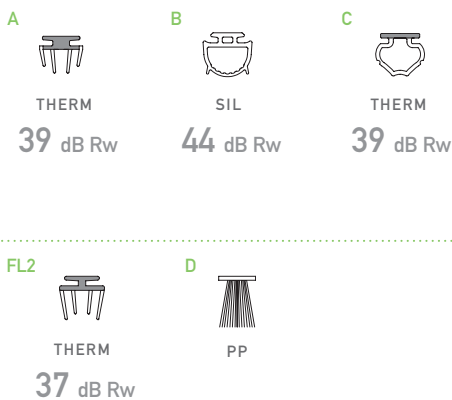 A B C
THERM SIL THERM
39 dB Rw 44 dB Rw 39 dB Rw
FL2 D
THERM PP
37 dB Rw